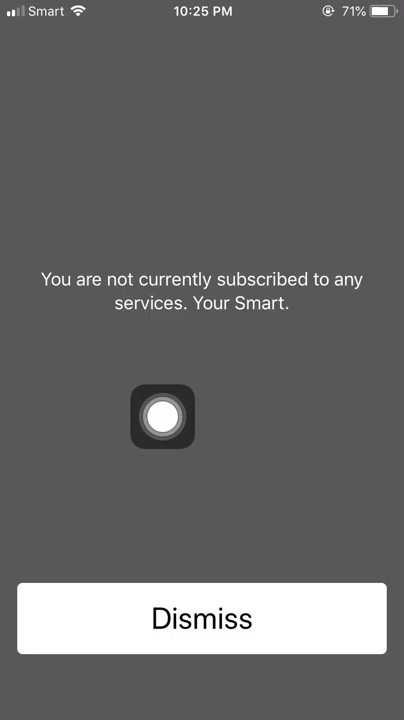 Smart 10:25 PM 71%
You are not currently subscribed to any
services. Your Smart.
Dismiss